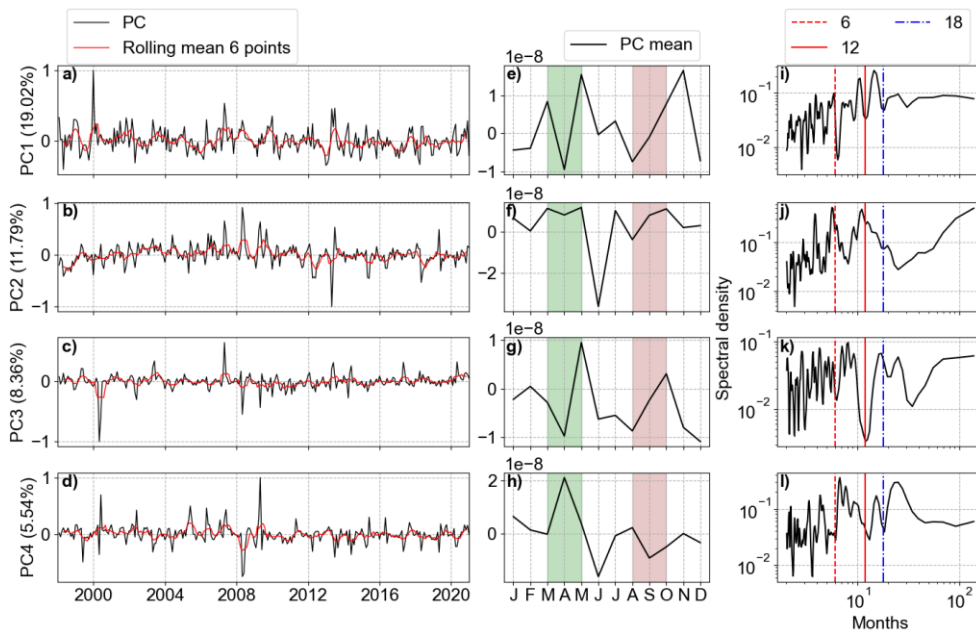 PC
Rolling mean 6 points
PC mean
6
12
18
a)
PC1 (19.02%)
1
0
b)
PC2 (11.79%)
1
0
−1
c)
PC3 (8.36%)
0
−1
d)
PC4 (5.54%)
1
0
2000 2004 2008 2012 2016 2020
1e−8
e)
1
0
−1
1e−8
f)
0
−2
1e−8
g)
1
0
−1
1e−8
h)
2
0
J F M A M J J A S O N D
Spectral density
i)
10⁻¹
10⁻²
j)
10⁻¹
10⁻²
k)
10⁻¹
10⁻²
l)
10⁻¹
10⁻²
10¹ 10²
Months